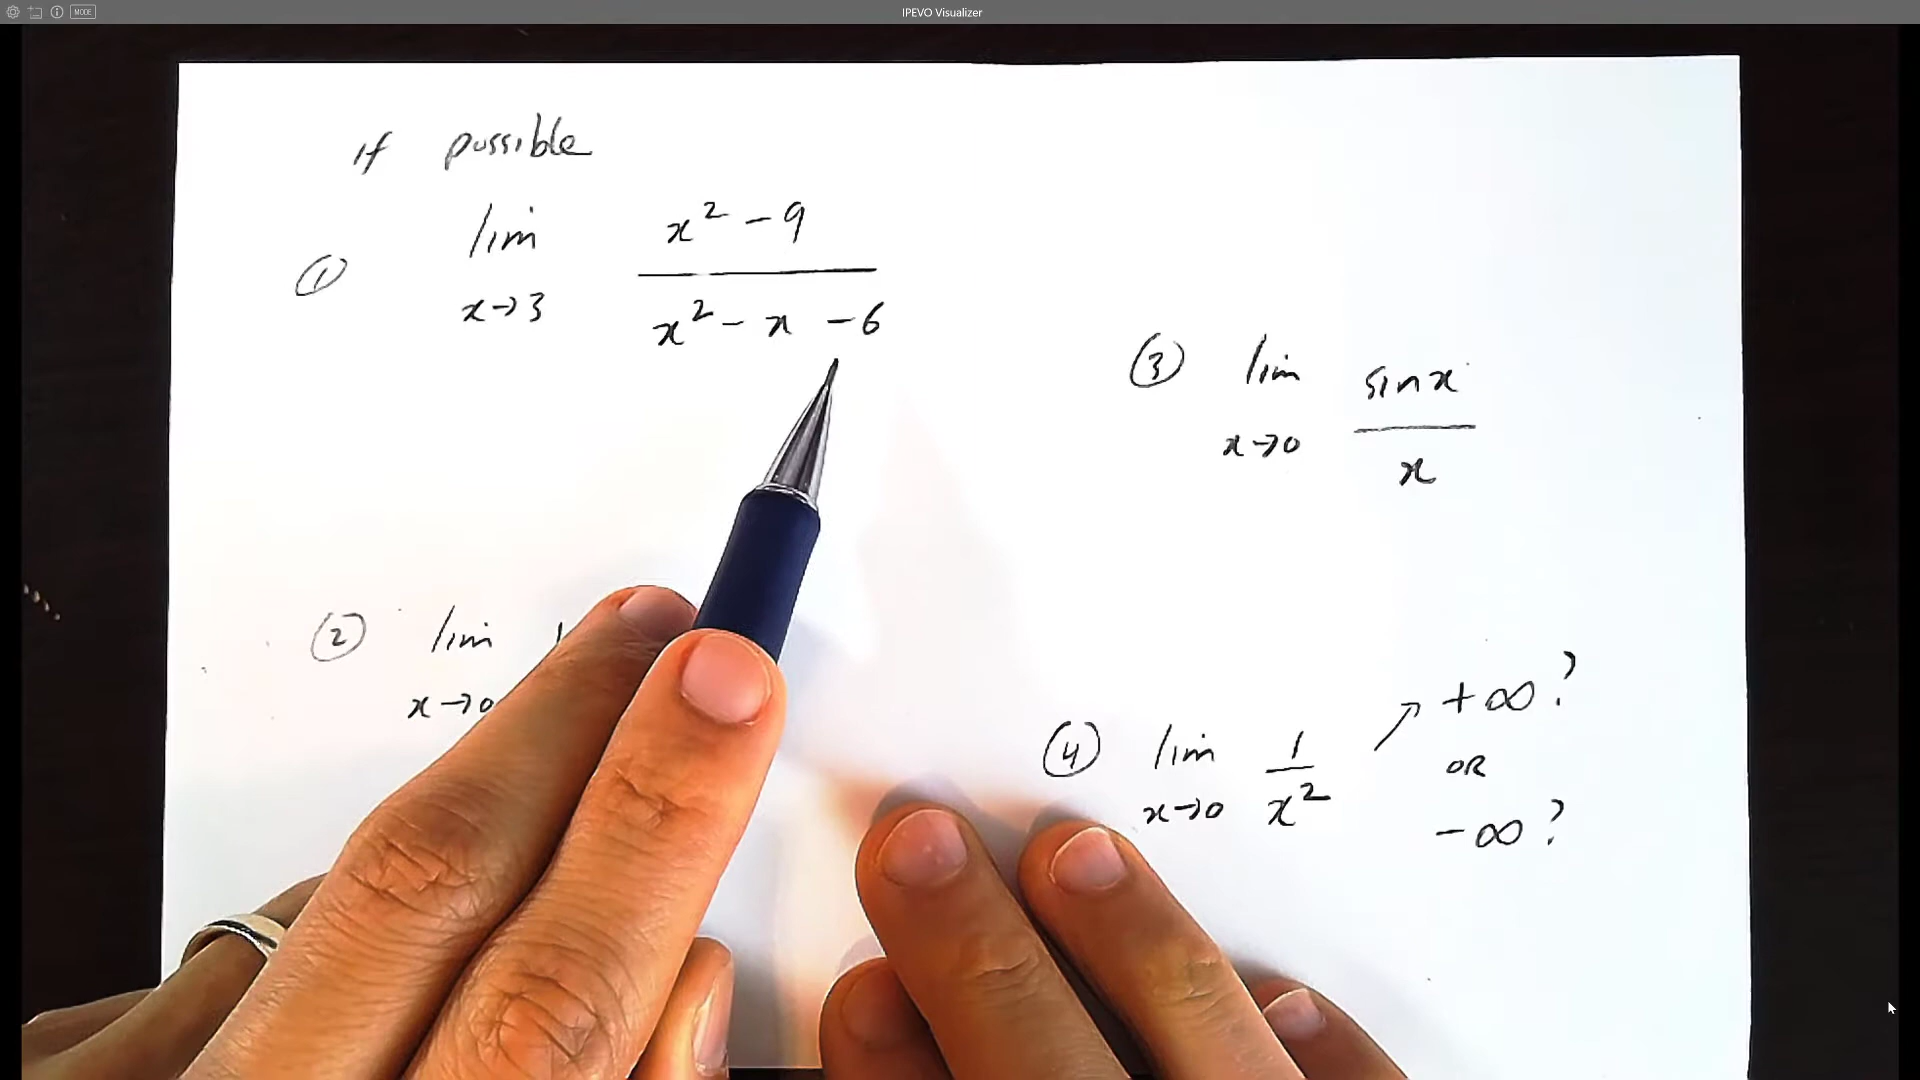 MODE
IPEVO Visualizer
if possible
① lim x→3 x² - 9 / x² - x - 6
② lim x→0
③ lim x→0 sin x / x
④ lim x→0 1 / x² ↗ +∞ ?
OR
-∞ ?